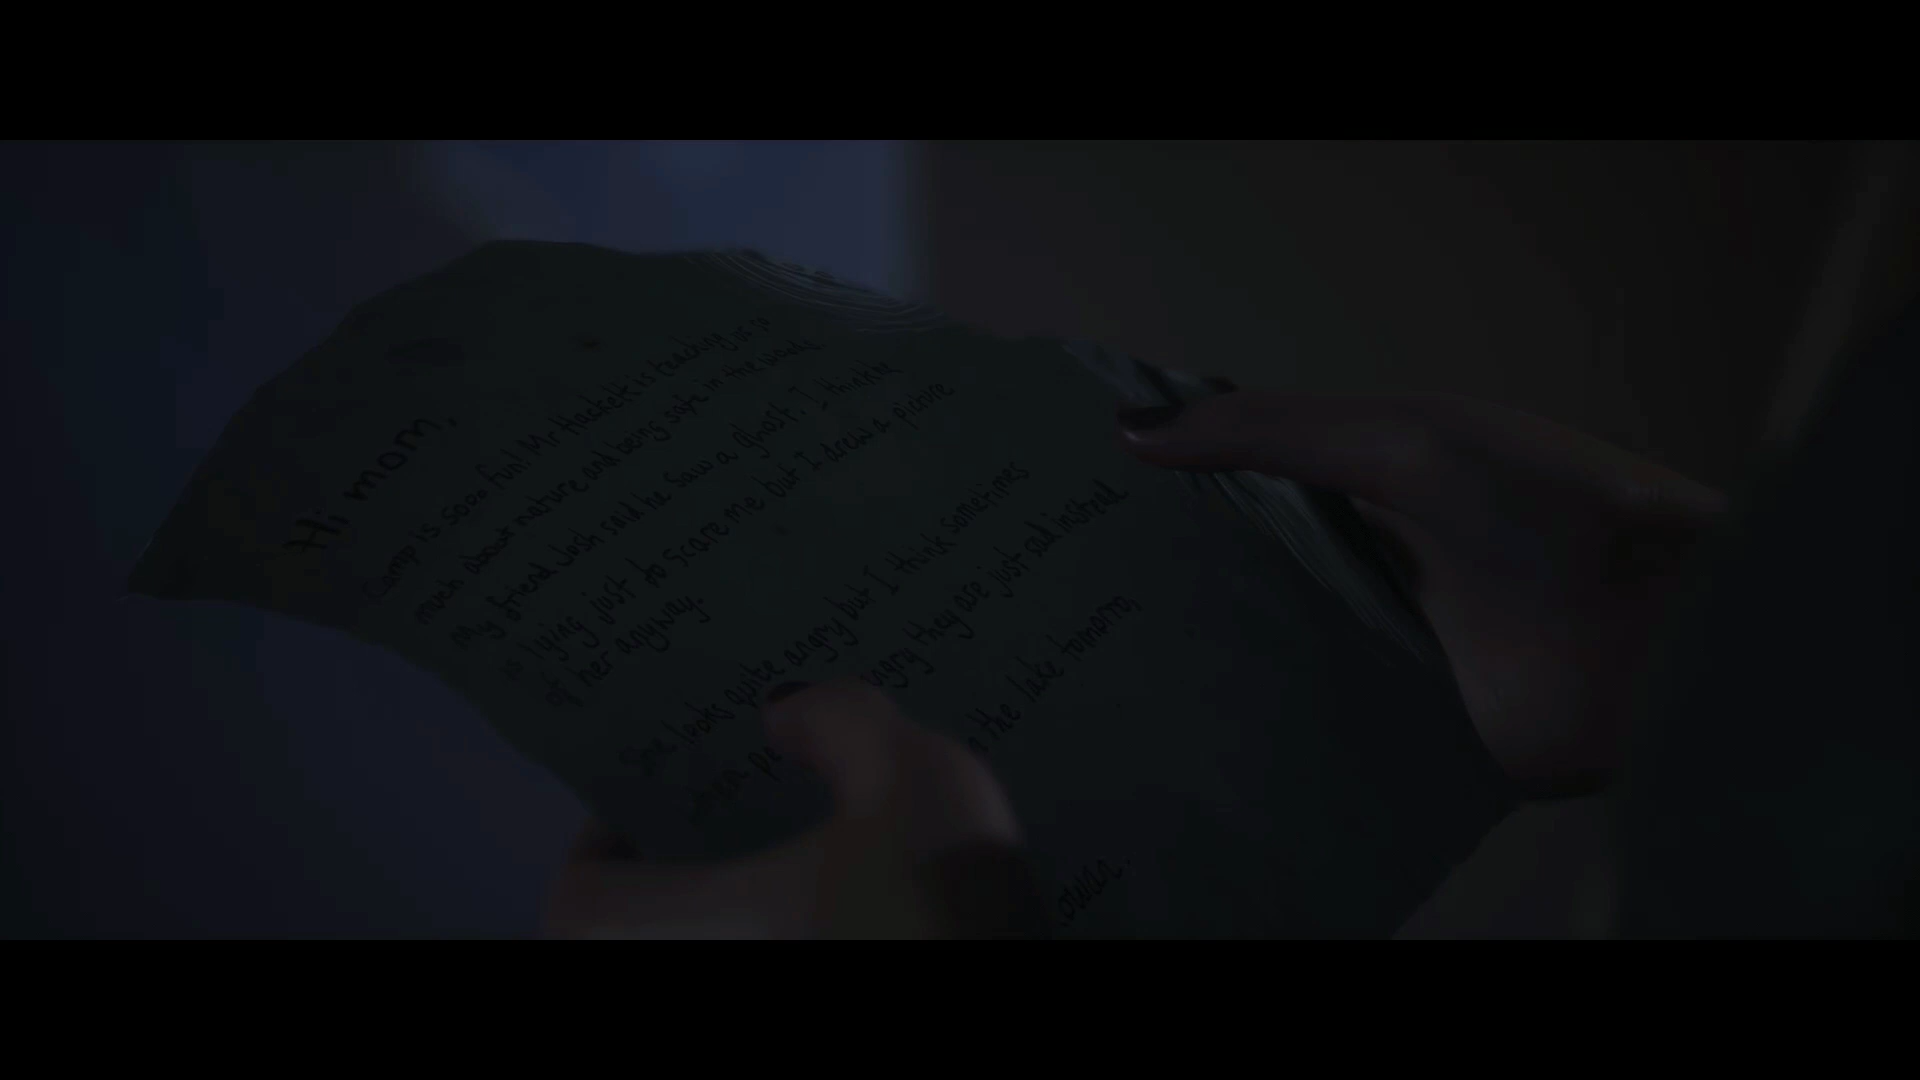 Hi mom,
Camp is sooo fun! Mr Hackett is teaching us so
much about nature and being safe in the woods
My friend Josh said he saw a ghost. I think he
is lying just to scare me but I drew a picture
of her anyway.
She looks quite angry but I think sometimes
when pe angry they are just sad instead
the lake tomorro,